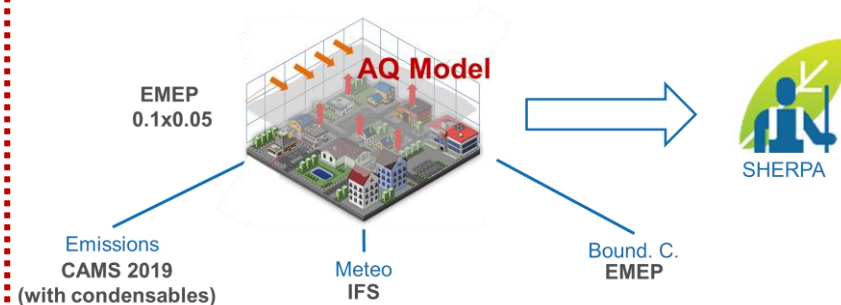 AQ Model
EMEP
0.1x0.05
SHERPA
Emissions
CAMS 2019
(with condensables)
Meteo
IFS
Bound. C.
EMEP